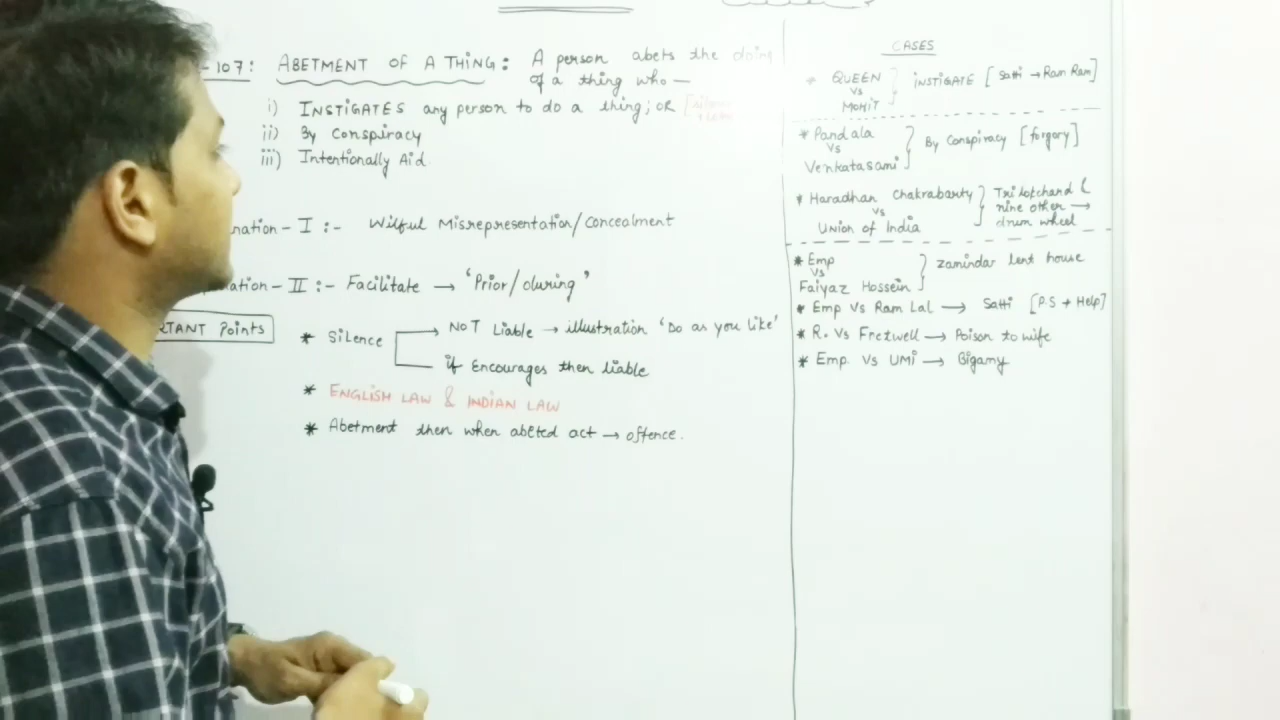 -107: ABETMENT OF A THING: A person abets the doing
of a thing who —
i) INSTIGATES any person to do a thing; OR
ii) By Conspiracy
iii) Intentionally Aid
nation - I :- Wilful Misrepresentation/Concealment
nation - II :- Facilitate → 'Prior/during'
RTANT Points
* Silence
NOT Liable → illustration 'Do as you like'
if Encourages then liable
* ENGLISH LAW & INDIAN LAW
* Abetment then when abeted act → offence.
CASES
* QUEEN
vs
MOHIT
INSTIGATE [Satti → Ram Ram]
* Pandala
vs
Venkatasami
By Conspiracy [forgory]
* Haradhan Chakrabarty
vs
Union of India
Trilokchand &
nine other →
drum wheel
* Emp
vs
Faiyaz Hossein
zamindar lent house
* Emp Vs Ram Lal → Satti [P.S + Help]
* R. Vs Fretwell → Poison to wife
* Emp. Vs UMI → Bigamy